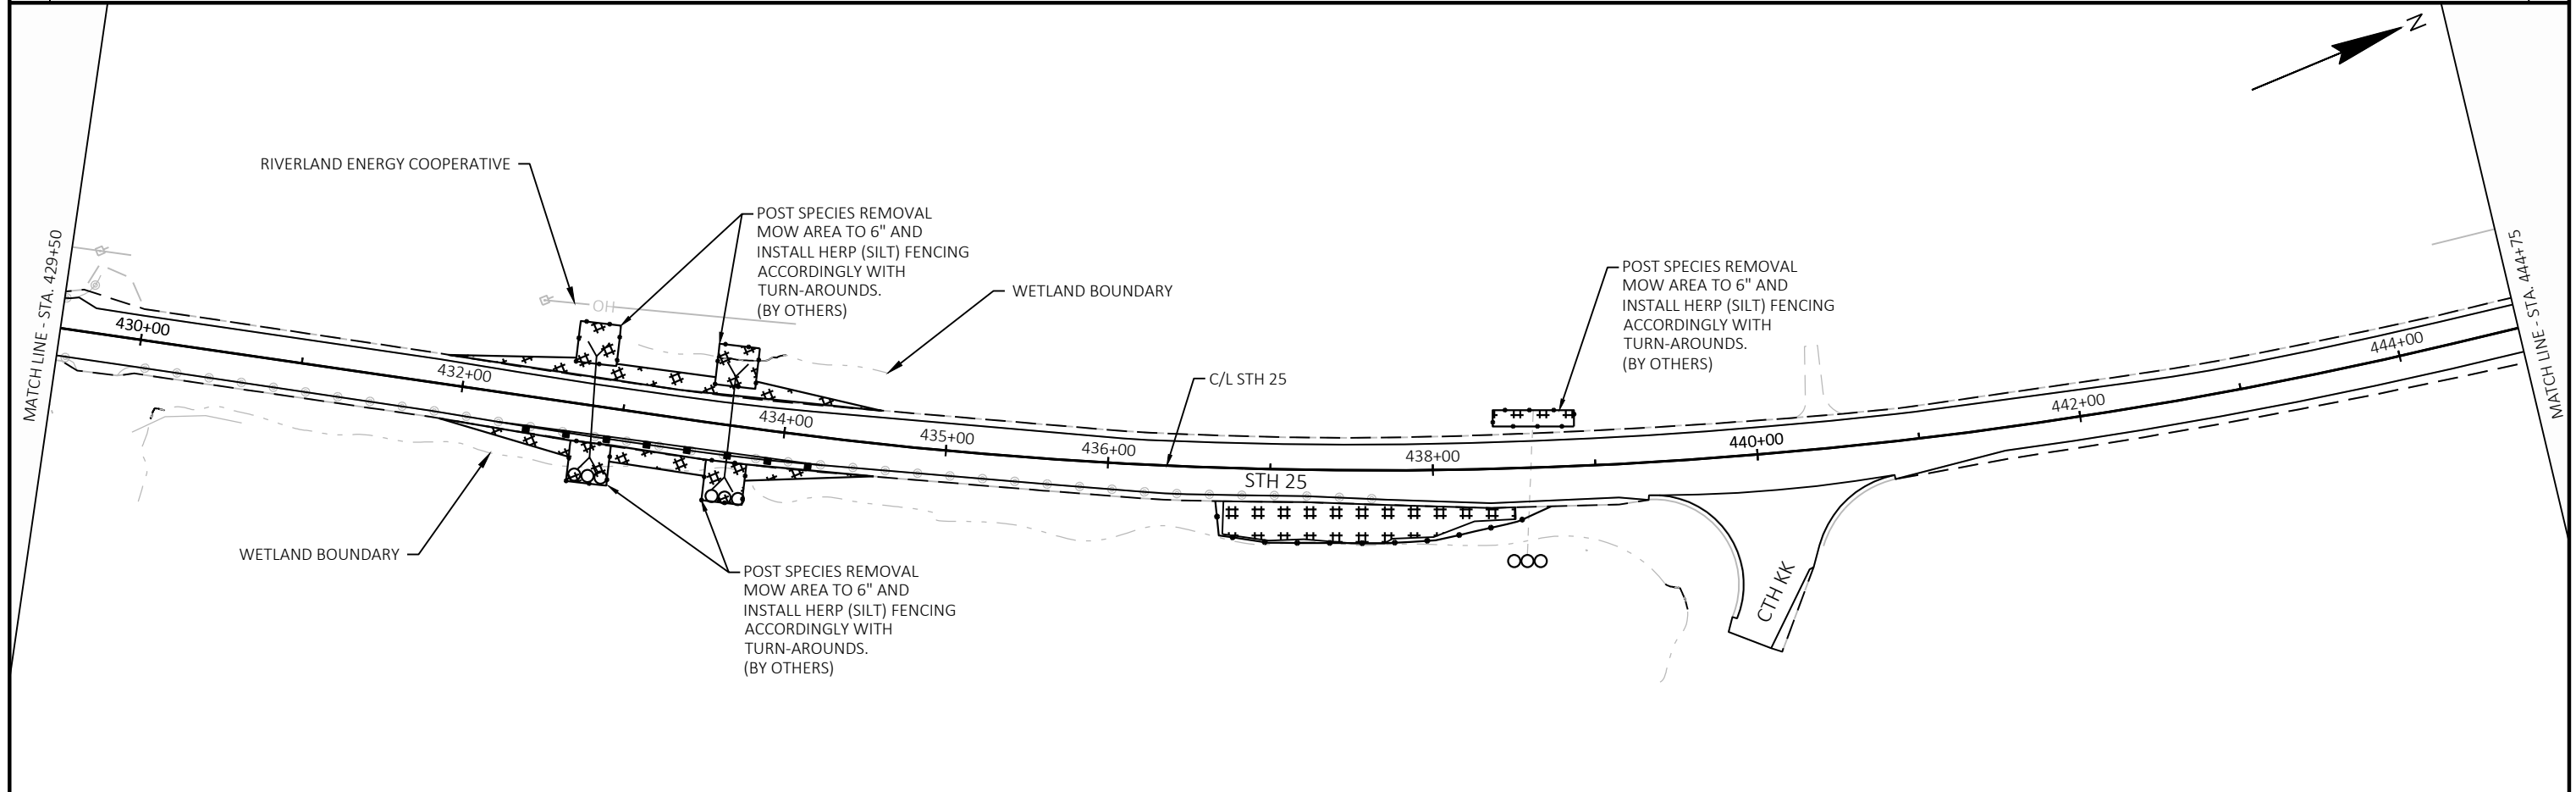 N
RIVERLAND ENERGY COOPERATIVE
POST SPECIES REMOVAL
MOW AREA TO 6" AND
INSTALL HERP (SILT) FENCING
ACCORDINGLY WITH
TURN-AROUNDS.
(BY OTHERS)
WETLAND BOUNDARY
POST SPECIES REMOVAL
MOW AREA TO 6" AND
INSTALL HERP (SILT) FENCING
ACCORDINGLY WITH
TURN-AROUNDS.
(BY OTHERS)
MATCH LINE - STA. 429+50
MATCH LINE - STA. 444+75
OH
C/L STH 25
430+00
432+00
434+00
435+00
436+00
438+00
440+00
442+00
444+00
STH 25
WETLAND BOUNDARY
POST SPECIES REMOVAL
MOW AREA TO 6" AND
INSTALL HERP (SILT) FENCING
ACCORDINGLY WITH
TURN-AROUNDS.
(BY OTHERS)
CTH KK